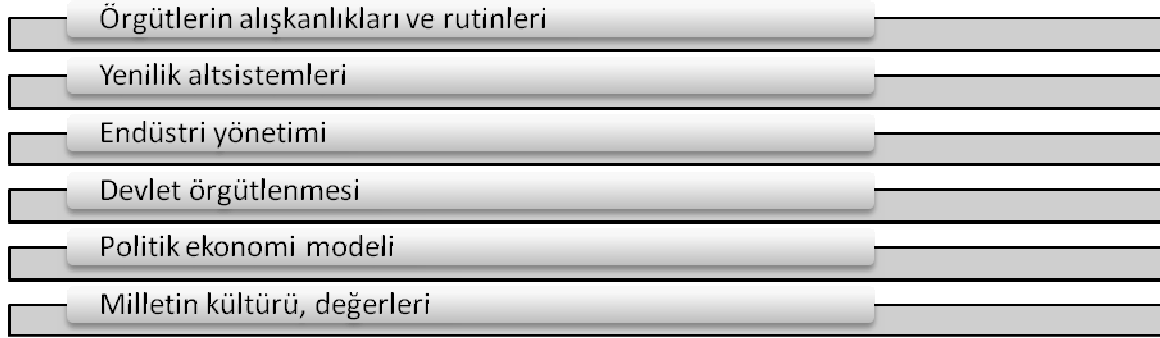 Örgütlerin alışkanlıkları ve rutinleri
Yenilik altsistemleri
Endüstri yönetimi
Devlet örgütlenmesi
Politik ekonomi modeli
Milletin kültürü, değerleri